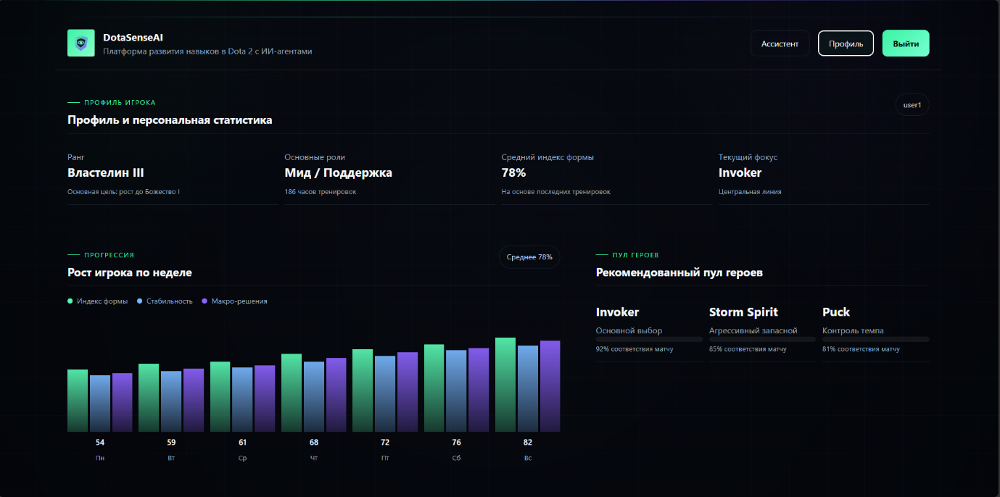 DotaSenseAI
Платформа развития навыков в Dota 2 с ИИ-агентами
Ассистент
Профиль
Выйти
ПРОФИЛЬ ИГРОКА
Профиль и персональная статистика
user1
Ранг
Властелин III
Основная цель: рост до Божество I
Основные роли
Мид / Поддержка
186 часов тренировок
Средний индекс формы
78%
На основе последних тренировок
Текущий фокус
Invoker
Центральная линия
ПРОГРЕССИЯ
Рост игрока по неделе
Среднее 78%
Индекс формы
Стабильность
Макро-решения
54
59
61
68
72
76
82
Пн
Вт
Ср
Чт
Пт
Сб
Вс
ПУЛ ГЕРОЕВ
Рекомендованный пул героев
Invoker
Основной выбор
92% соответствия матчу
Storm Spirit
Агрессивный запасной
85% соответствия матчу
Puck
Контроль темпа
81% соответствия матчу